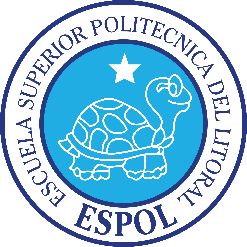 ESCUELA SUPERIOR POLITECNICA DEL LITORAL
ESPOL